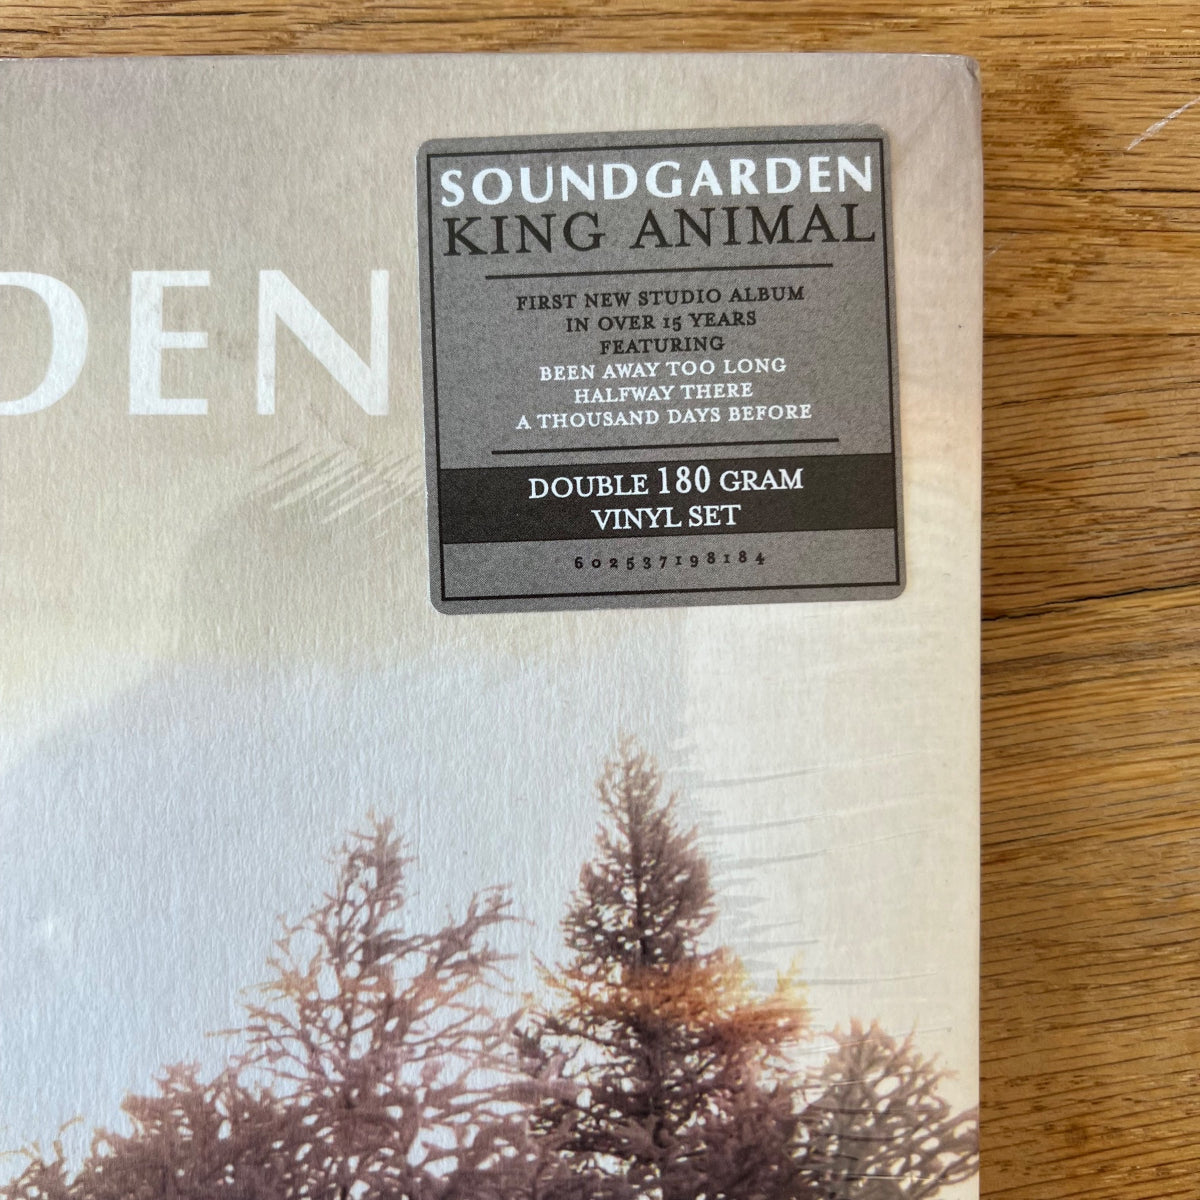 DEN
SOUNDGARDEN
KING ANIMAL
FIRST NEW STUDIO ALBUM
IN OVER 15 YEARS
FEATURING
BEEN AWAY TOO LONG
HALFWAY THERE
A THOUSAND DAYS BEFORE
DOUBLE 180 GRAM
VINYL SET
602537198184